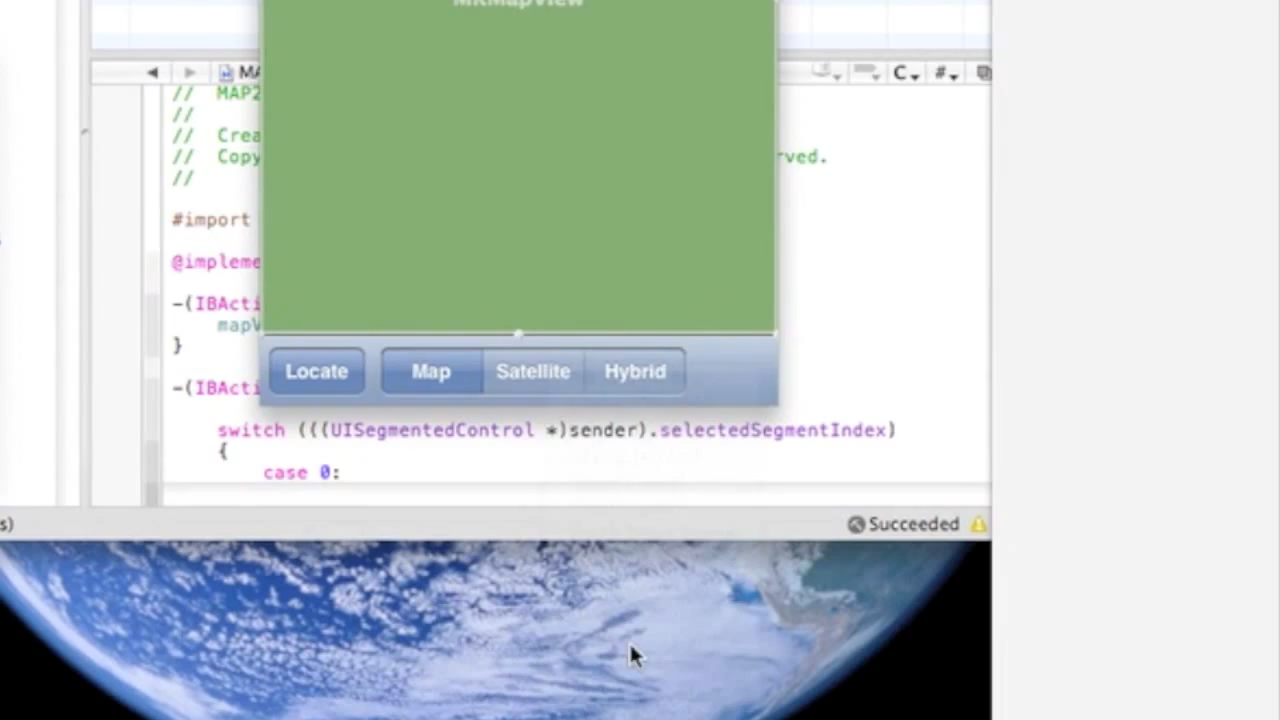 MKMapView
MA
C
#
// MAP2
//
// Crea
// Copy rved.
//
#import
@impleme
-(IBActi
mapV
}
-(IBActi
Locate Map Satellite Hybrid
switch (((UISegmentedControl *)sender).selectedSegmentIndex)
{
case 0:
s) Succeeded